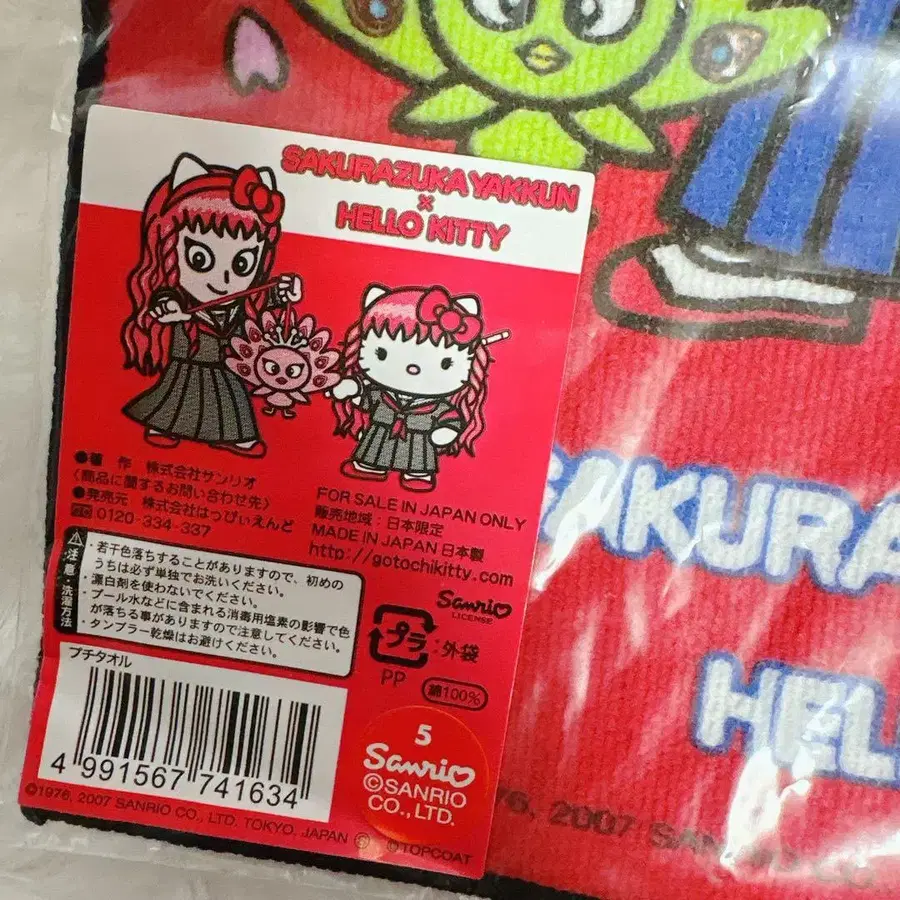 SAKURAZUKA YAKKUN
×
HELLO KITTY
●著 作 株式会社サンリオ
〈商品に関するお問い合わせ先〉
●発売元 株式会社はっぴぃえんど
0120-334-337
FOR SALE IN JAPAN ONLY
販売地域：日本限定
MADE IN JAPAN 日本製
http://gotochikitty.com
注意・洗濯方法
・若干色落ちすることがありますので、初めの
うちは必ず単独でお洗いください。
・漂白剤を使わないでください。
・プール水などに含まれる消毒用塩素の影響で色
が落ちる事がありますので注意してください。
・タンブラー乾燥はお避けください。
Sanrio
LICENSE
プラ
:外袋
PP
綿100%
プチタオル
4 991567 741634
5
Sanrio
©SANRIO
CO., LTD.
©1976, 2007 SANRIO CO., LTD. TOKYO, JAPAN Ⓒ
©TOPCOAT
SAKURA
HEL
76, 2007 SAN